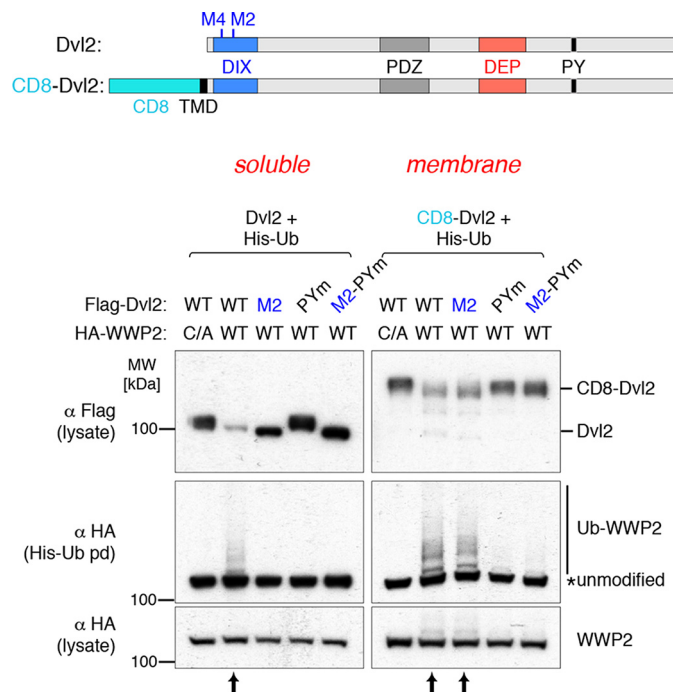 M4 M2
Dvl2:
DIX PDZ DEP PY
CD8-Dvl2:
CD8 TMD
soluble membrane
Dvl2 + CD8-Dvl2 +
His-Ub His-Ub
Flag-Dvl2: WT WT M2 PYm M2-PYm WT WT M2 PYm M2-PYm
HA-WWP2: C/A WT WT WT WT C/A WT WT WT WT
MW
[kDa]
CD8-Dvl2
α Flag
(lysate)
100
Dvl2
α HA
(His-Ub pd)
Ub-WWP2
*unmodified
100
α HA
(lysate)
WWP2
100